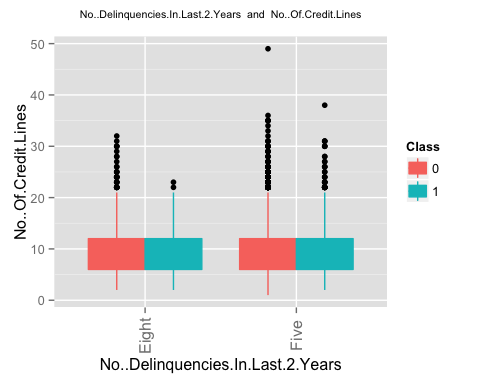 No..Delinquencies.In.Last.2.Years and No..Of.Credit.Lines
50
40
30
20
10
0
No..Of.Credit.Lines
Eight
Five
No..Delinquencies.In.Last.2.Years
Class
0
1